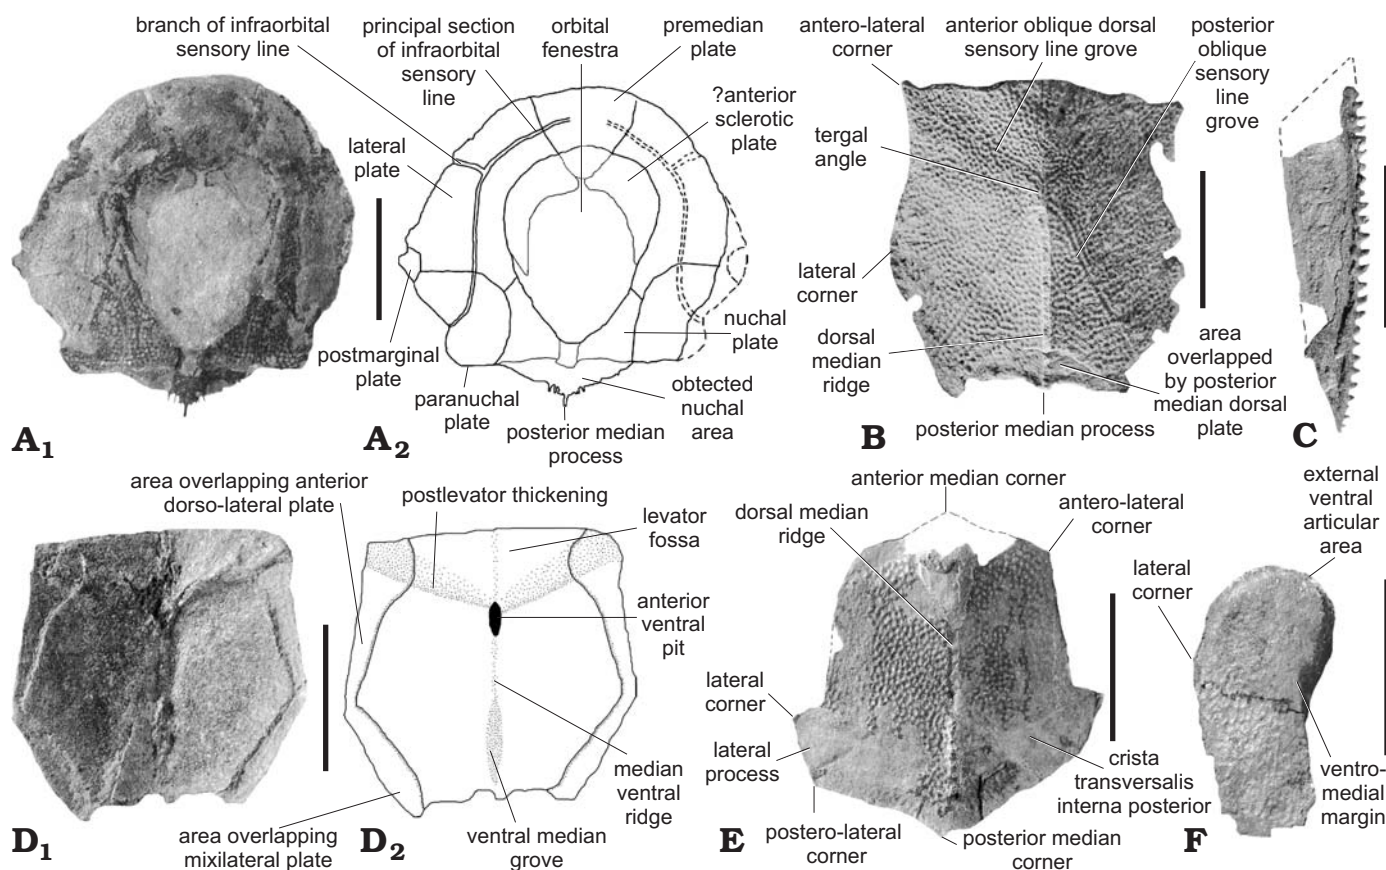 branch of infraorbital
sensory line
principal section
of infraorbital
sensory
line
orbital
fenestra
premedian
plate
?anterior
sclerotic
plate
lateral
plate
postmarginal
plate
paranuchal
plate
nuchal
plate
obtected
nuchal
area
posterior median
process
A1
A2
antero-lateral
corner
anterior oblique dorsal
sensory line grove
posterior
oblique
sensory
line
grove
tergal
angle
lateral
corner
dorsal
median
ridge
area
overlapped
by posterior
median dorsal
plate
posterior median process
B
C
area overlapping anterior
dorso-lateral plate
postlevator thickening
levator
fossa
anterior
ventral
pit
median
ventral
ridge
ventral median
grove
area overlapping
mixilateral plate
D1
D2
anterior median corner
dorsal median
ridge
antero-lateral
corner
lateral
corner
lateral
process
crista
transversalis
interna posterior
postero-lateral
corner
posterior median
corner
E
external
ventral
articular
area
lateral
corner
ventro-
medial
margin
F